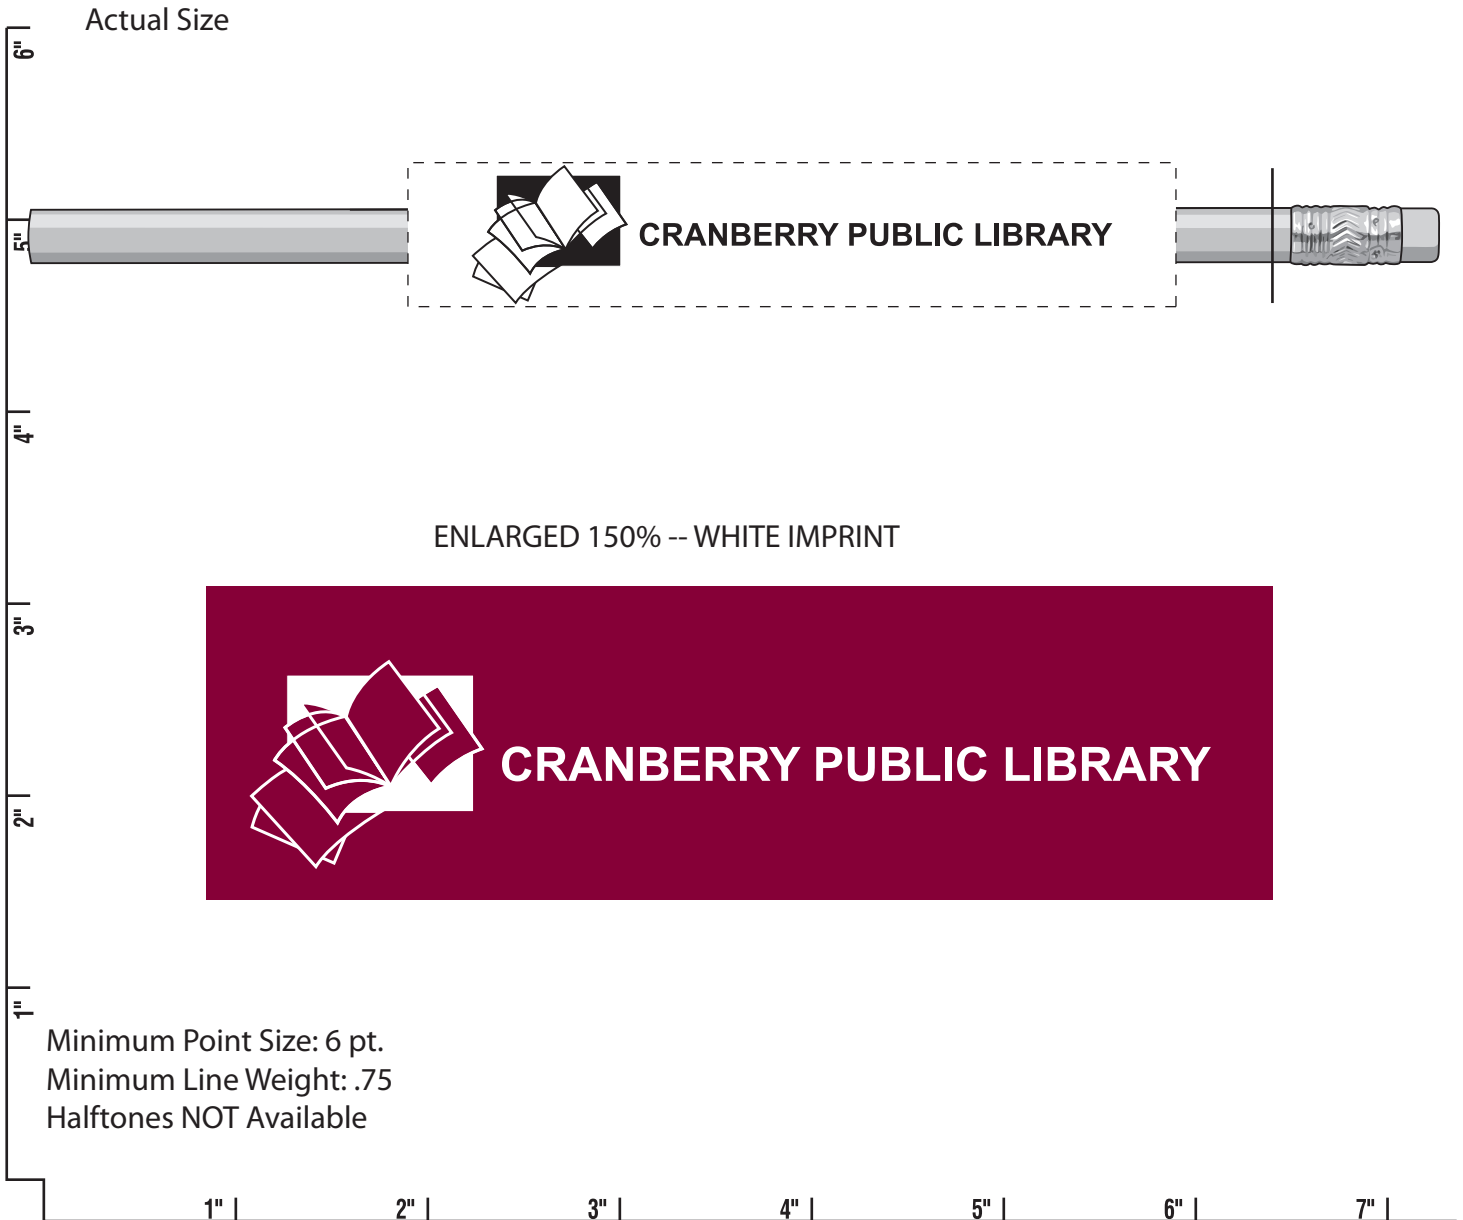 Actual Size
6"
5"
CRANBERRY PUBLIC LIBRARY
4"
ENLARGED 150% -- WHITE IMPRINT
3"
CRANBERRY PUBLIC LIBRARY
2"
1"
Minimum Point Size: 6 pt.
Minimum Line Weight: .75
Halftones NOT Available
1" 2" 3" 4" 5" 6" 7"